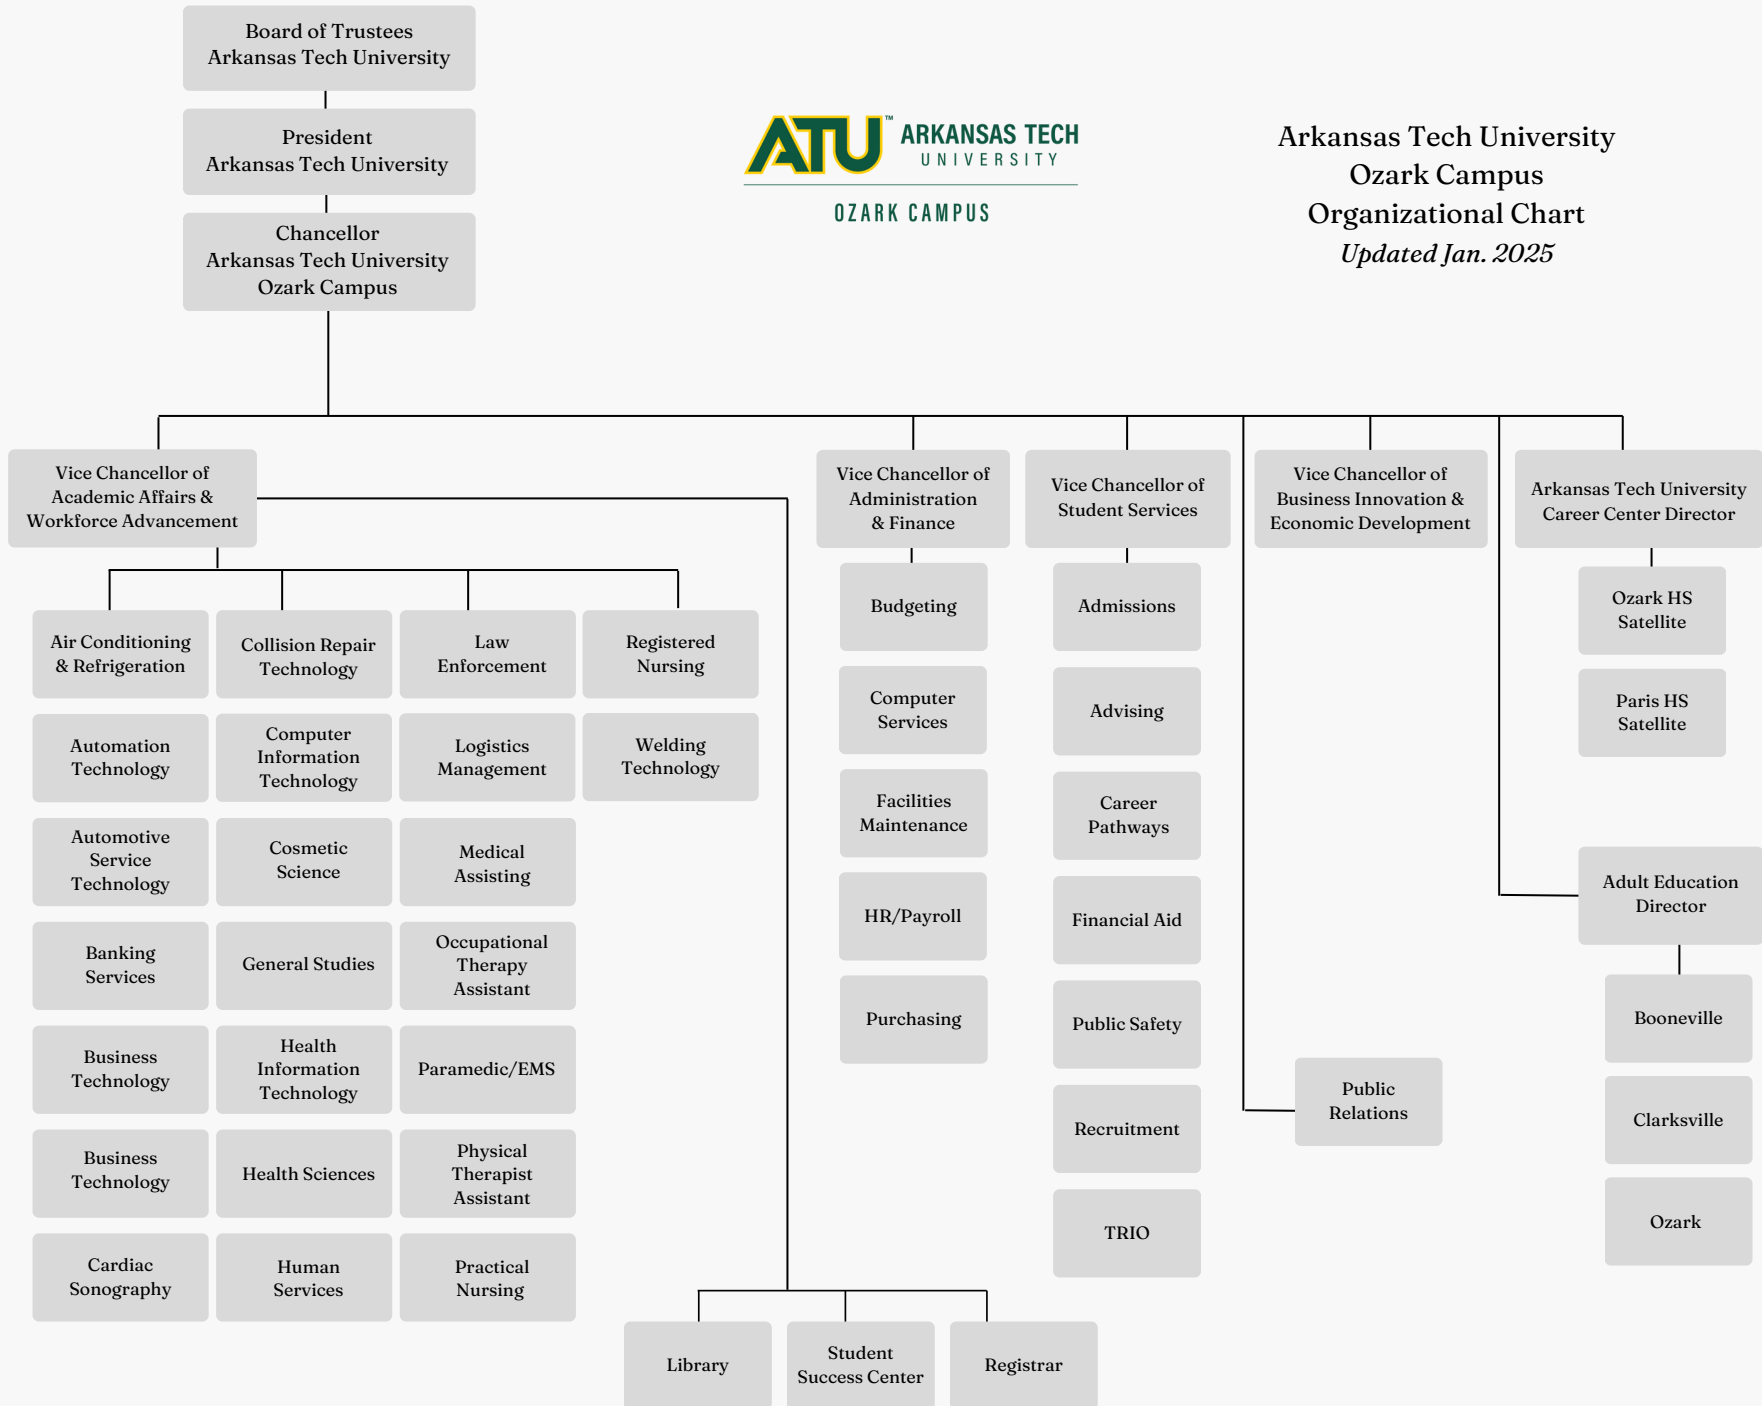 Board of Trustees
Arkansas Tech University
President
Arkansas Tech University
Chancellor
Arkansas Tech University
Ozark Campus
ATU™ ARKANSAS TECH
UNIVERSITY
OZARK CAMPUS
Arkansas Tech University
Ozark Campus
Organizational Chart
Updated Jan. 2025
Vice Chancellor of
Academic Affairs &
Workforce Advancement
Air Conditioning
& Refrigeration
Automation
Technology
Automotive
Service
Technology
Banking
Services
Business
Technology
Business
Technology
Cardiac
Sonography
Collision Repair
Technology
Computer
Information
Technology
Cosmetic
Science
General Studies
Health
Information
Technology
Health Sciences
Human
Services
Law
Enforcement
Logistics
Management
Medical
Assisting
Occupational
Therapy
Assistant
Paramedic/EMS
Physical
Therapist
Assistant
Practical
Nursing
Registered
Nursing
Welding
Technology
Library
Student
Success Center
Registrar
Vice Chancellor of
Administration
& Finance
Budgeting
Computer
Services
Facilities
Maintenance
HR/Payroll
Purchasing
Vice Chancellor of
Student Services
Admissions
Advising
Career
Pathways
Financial Aid
Public Safety
Recruitment
TRIO
Vice Chancellor of
Business Innovation &
Economic Development
Public
Relations
Arkansas Tech University
Career Center Director
Ozark HS
Satellite
Paris HS
Satellite
Adult Education
Director
Booneville
Clarksville
Ozark